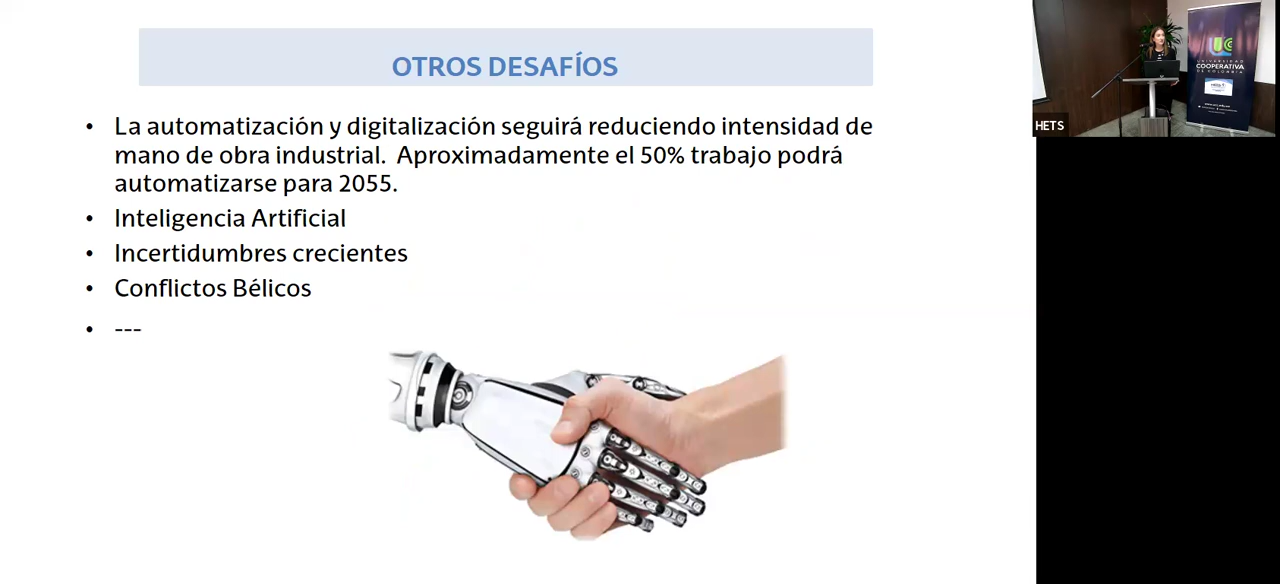 OTROS DESAFÍOS
• La automatización y digitalización seguirá reduciendo intensidad de
mano de obra industrial.  Aproximadamente el 50% trabajo podrá
automatizarse para 2055.
• Inteligencia Artificial
• Incertidumbres crecientes
• Conflictos Bélicos
• ---
HETS
UNIVERSIDAD
COOPERATIVA
DE COLOMBIA